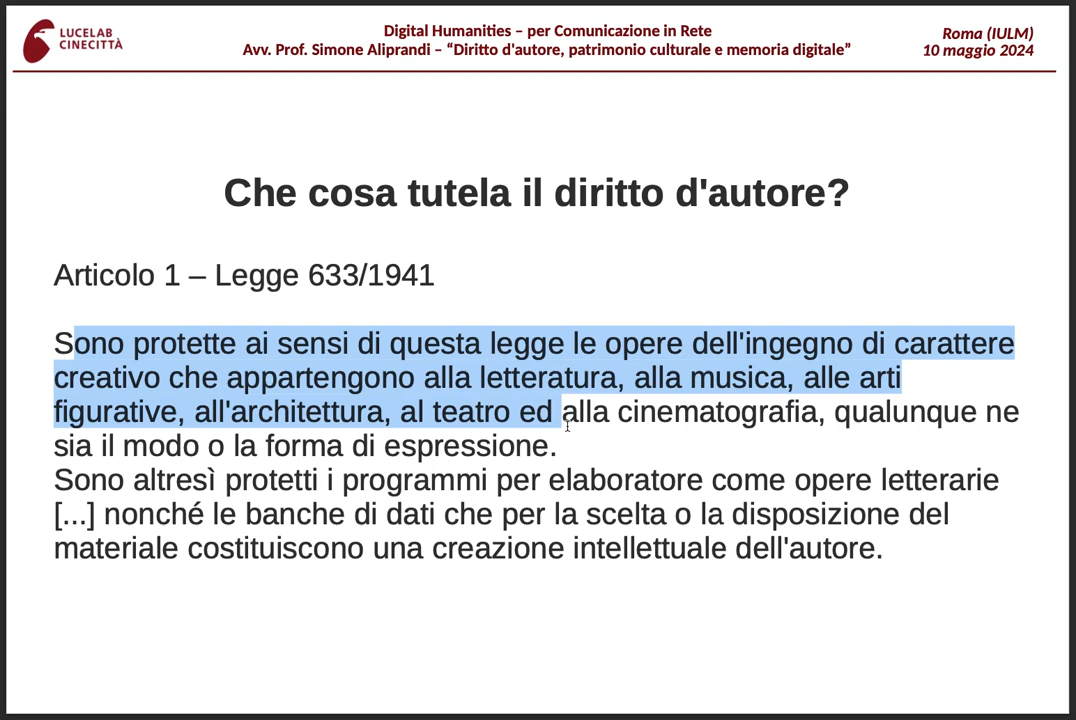 LUCELAB
CINECITTÀ
Digital Humanities – per Comunicazione in Rete
Avv. Prof. Simone Aliprandi – “Diritto d'autore, patrimonio culturale e memoria digitale”
Roma (IULM)
10 maggio 2024
Che cosa tutela il diritto d'autore?
Articolo 1 – Legge 633/1941
Sono protette ai sensi di questa legge le opere dell'ingegno di carattere
creativo che appartengono alla letteratura, alla musica, alle arti
figurative, all'architettura, al teatro ed alla cinematografia, qualunque ne
sia il modo o la forma di espressione.
Sono altresì protetti i programmi per elaboratore come opere letterarie
[...] nonché le banche di dati che per la scelta o la disposizione del
materiale costituiscono una creazione intellettuale dell'autore.